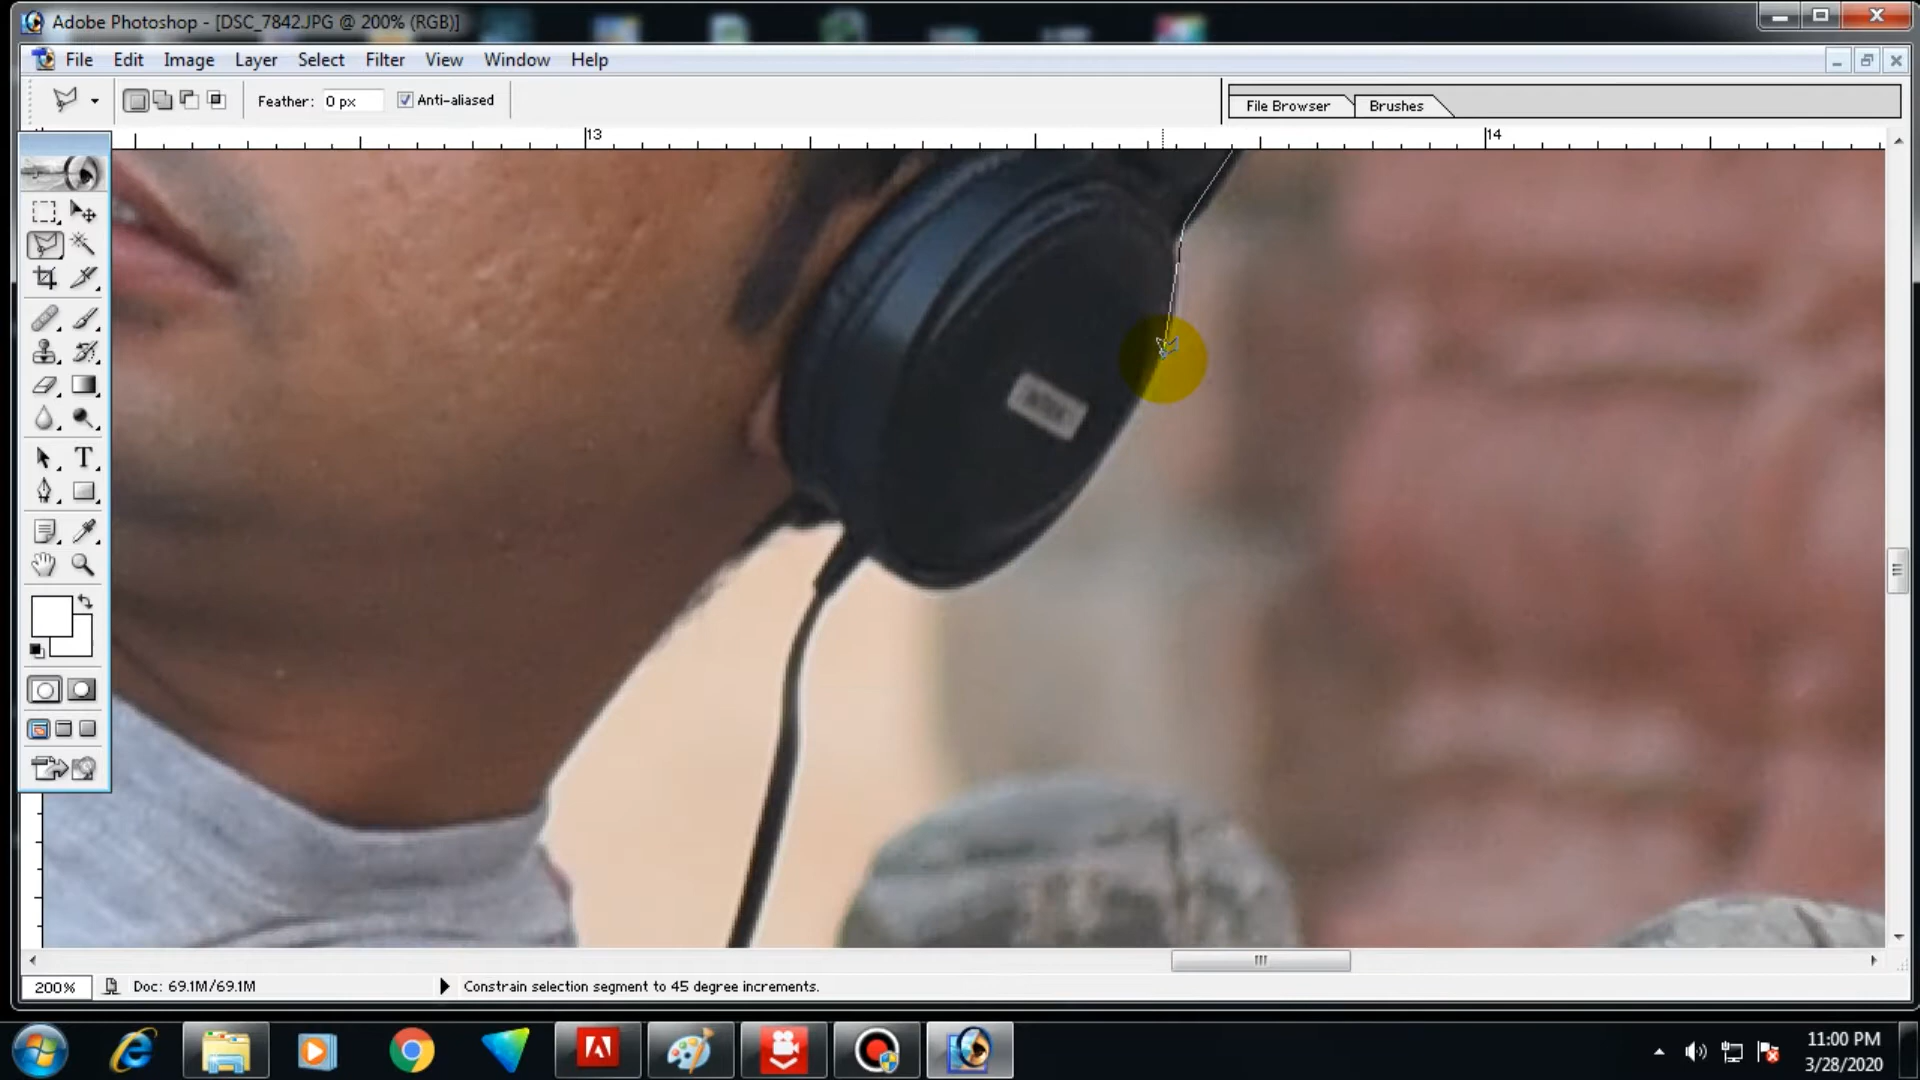 Adobe Photoshop - [DSC_7842.JPG @ 200% (RGB)]
File Edit Image Layer Select Filter View Window Help
Feather: 0 px Anti-aliased
File Browser Brushes
13 14
T
200% Doc: 69.1M/69.1M Constrain selection segment to 45 degree increments.
11:00 PM
3/28/2020